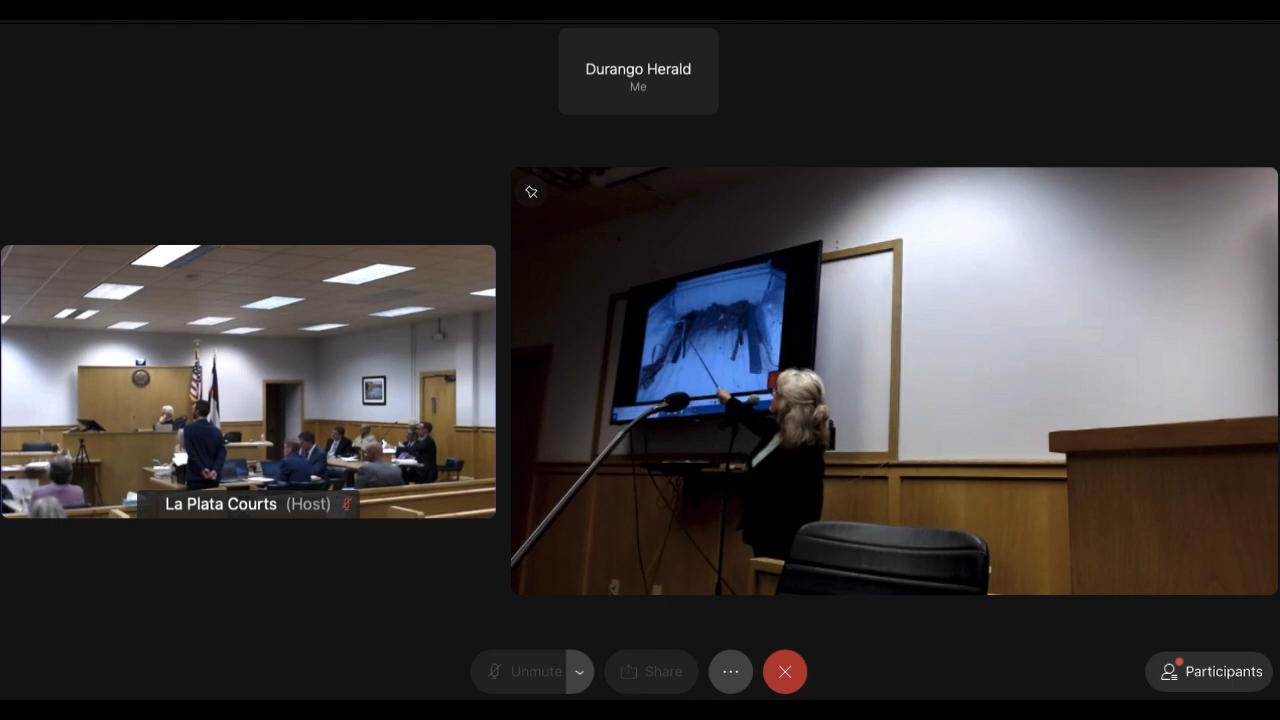 Durango Herald
Me
La Plata Courts (Host)
Unmute
Share
Participants